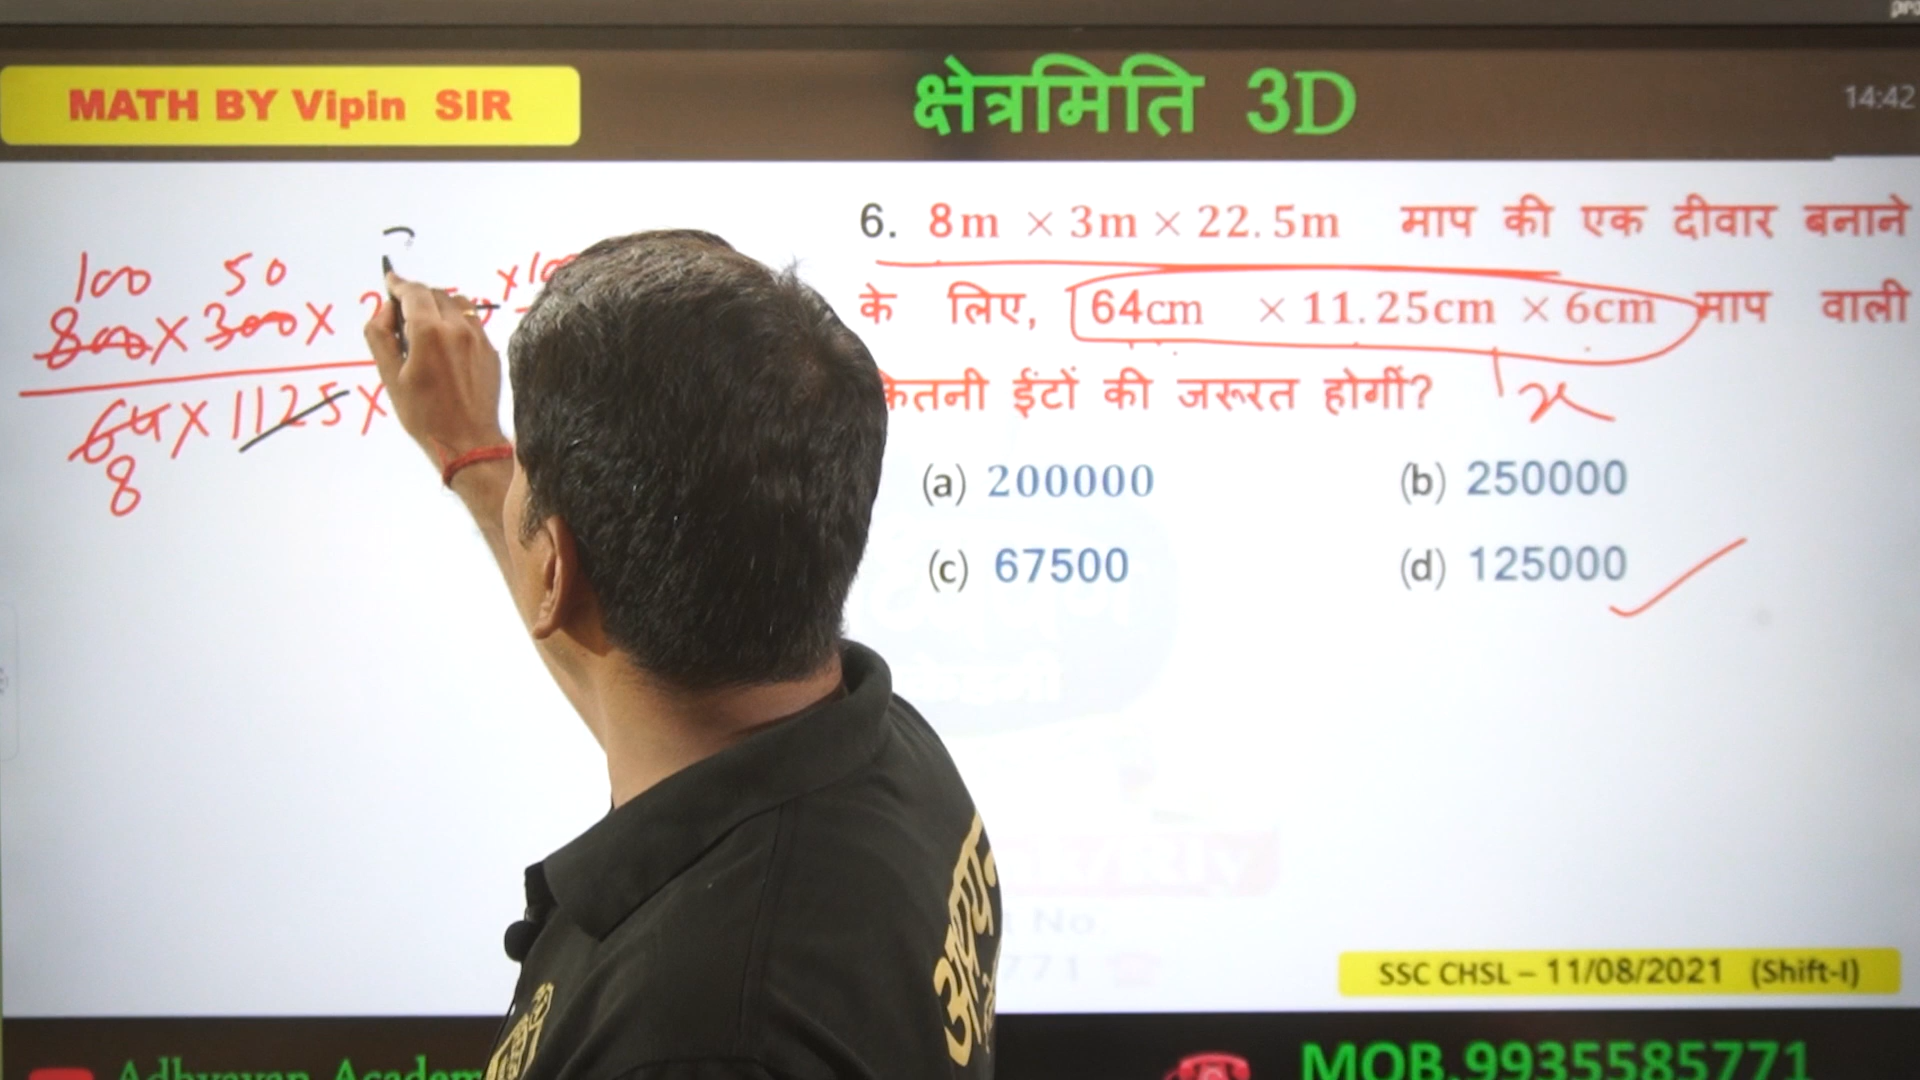 MATH BY Vipin SIR
क्षेत्रमिति 3D
14:42
6. 8m × 3m × 22.5m माप की एक दीवार बनाने
के लिए, 64cm × 11.25cm × 6cm माप वाली
कितनी ईंटों की जरूरत होगीं?
(a) 200000 (b) 250000
(c) 67500 (d) 125000
x
100 50
800 × 300 ×
×100
64 × 1125 ×
8
SSC CHSL – 11/08/2021 (Shift-I)
MOB.9935585771